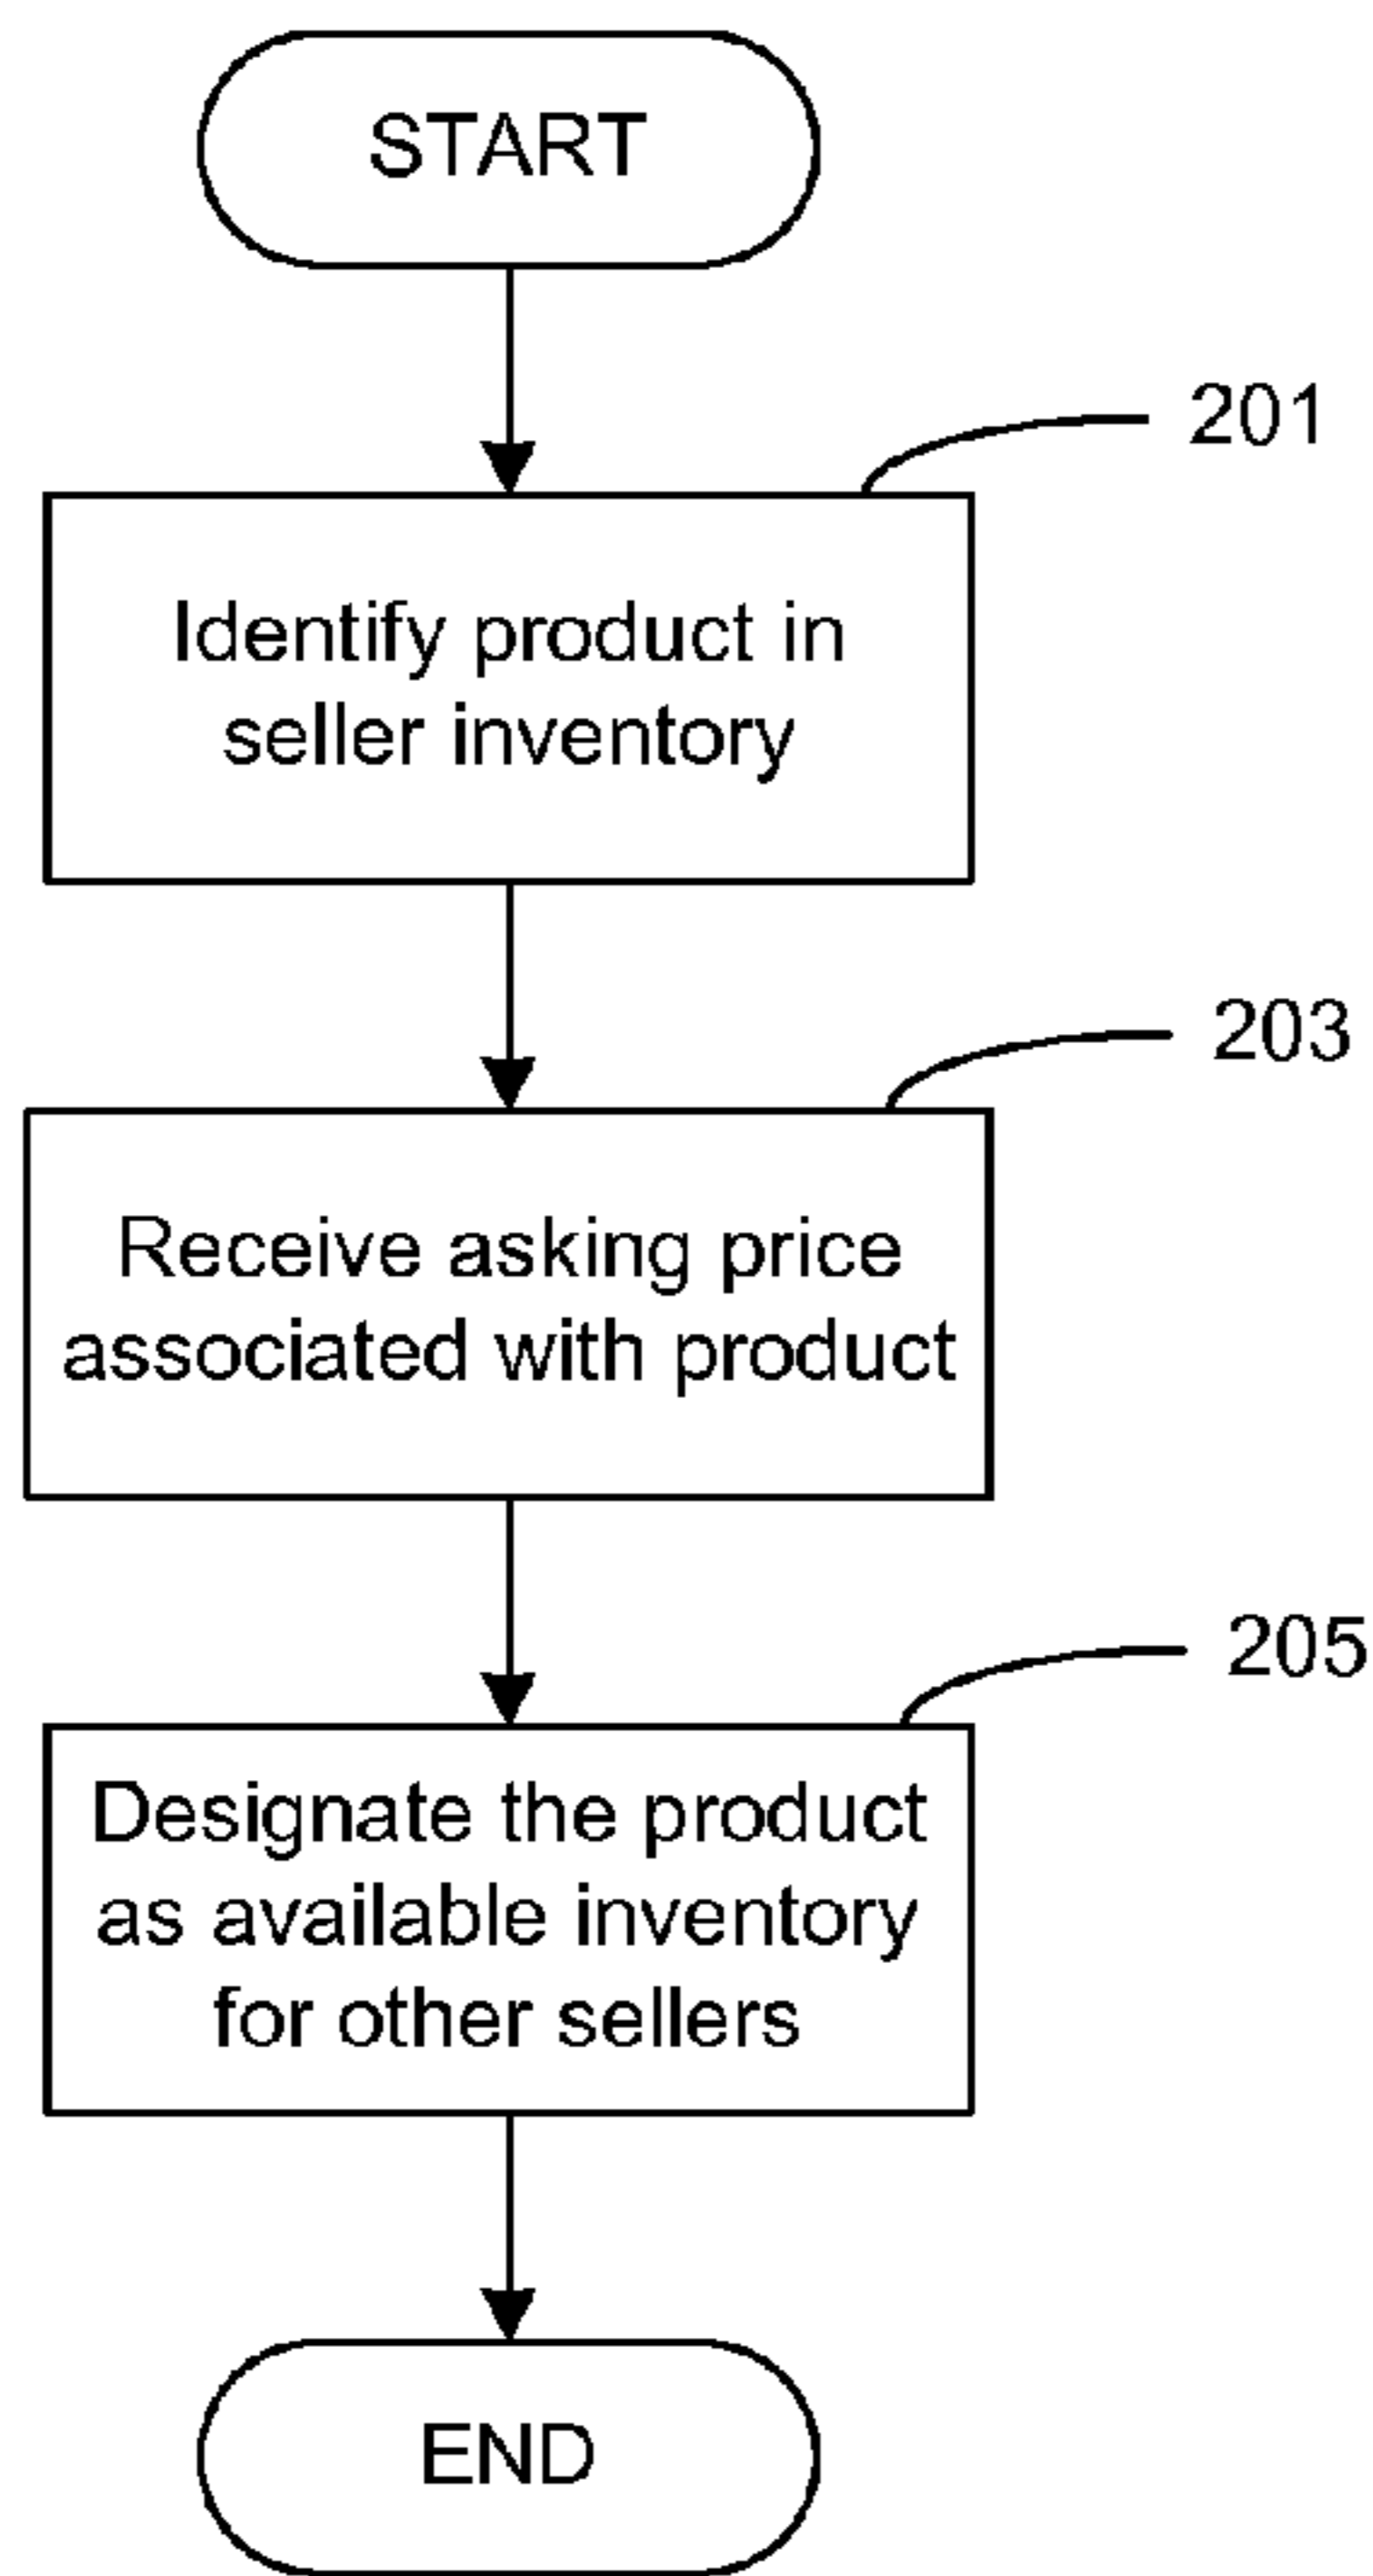 START
201
Identify product in
seller inventory
203
Receive asking price
associated with product
205
Designate the product
as available inventory
for other sellers
END